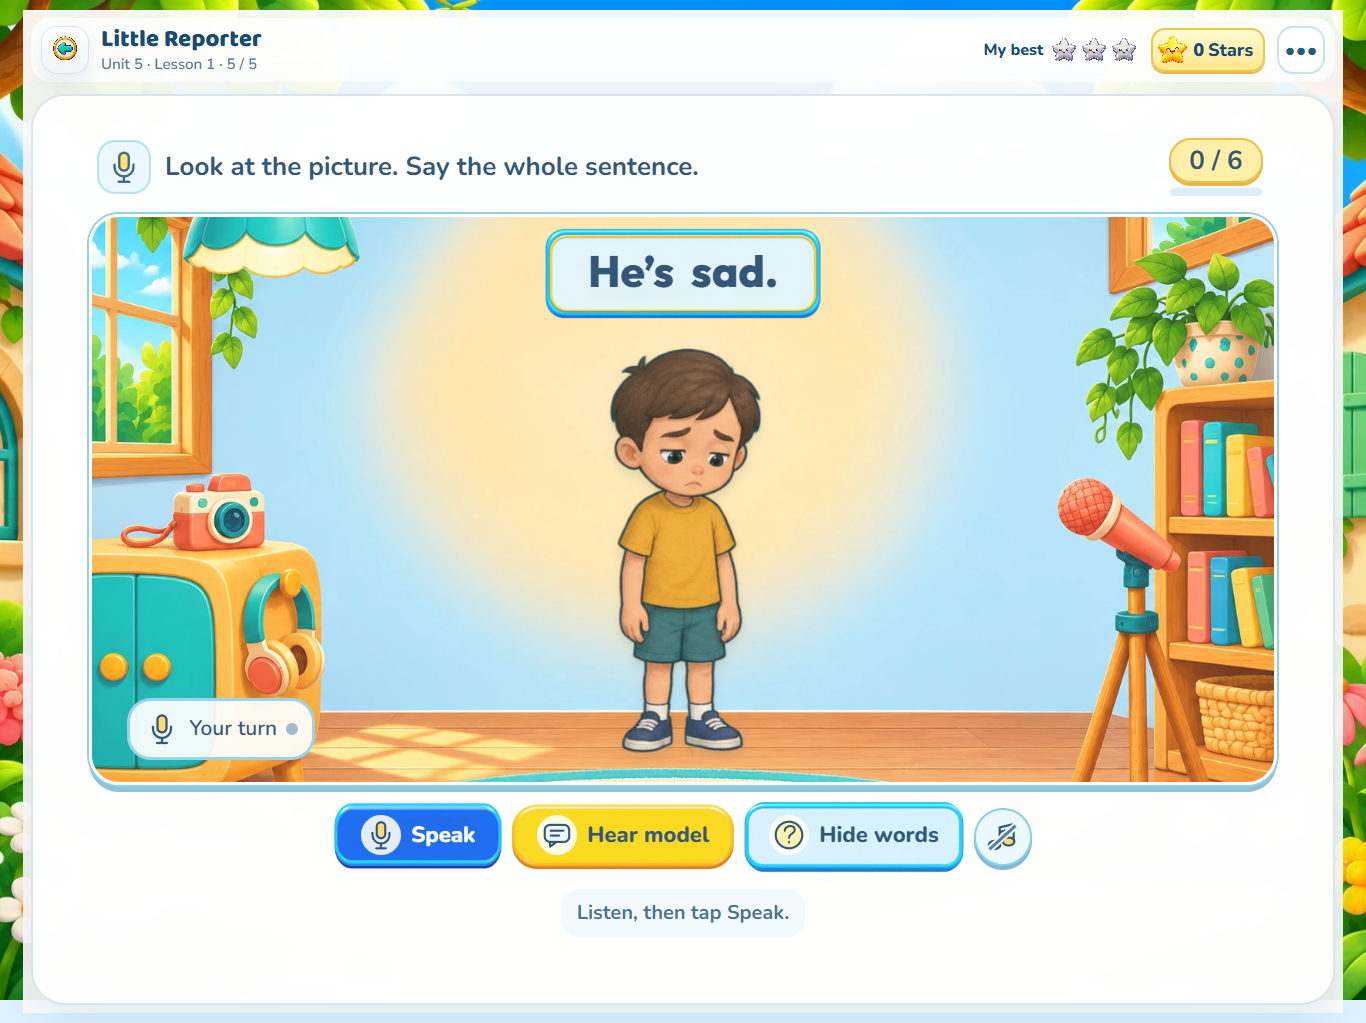 Little Reporter
Unit 5 · Lesson 1 · 5 / 5
My best
0 Stars
Look at the picture. Say the whole sentence.
0 / 6
He’s sad.
Your turn
Speak
Hear model
Hide words
Listen, then tap Speak.